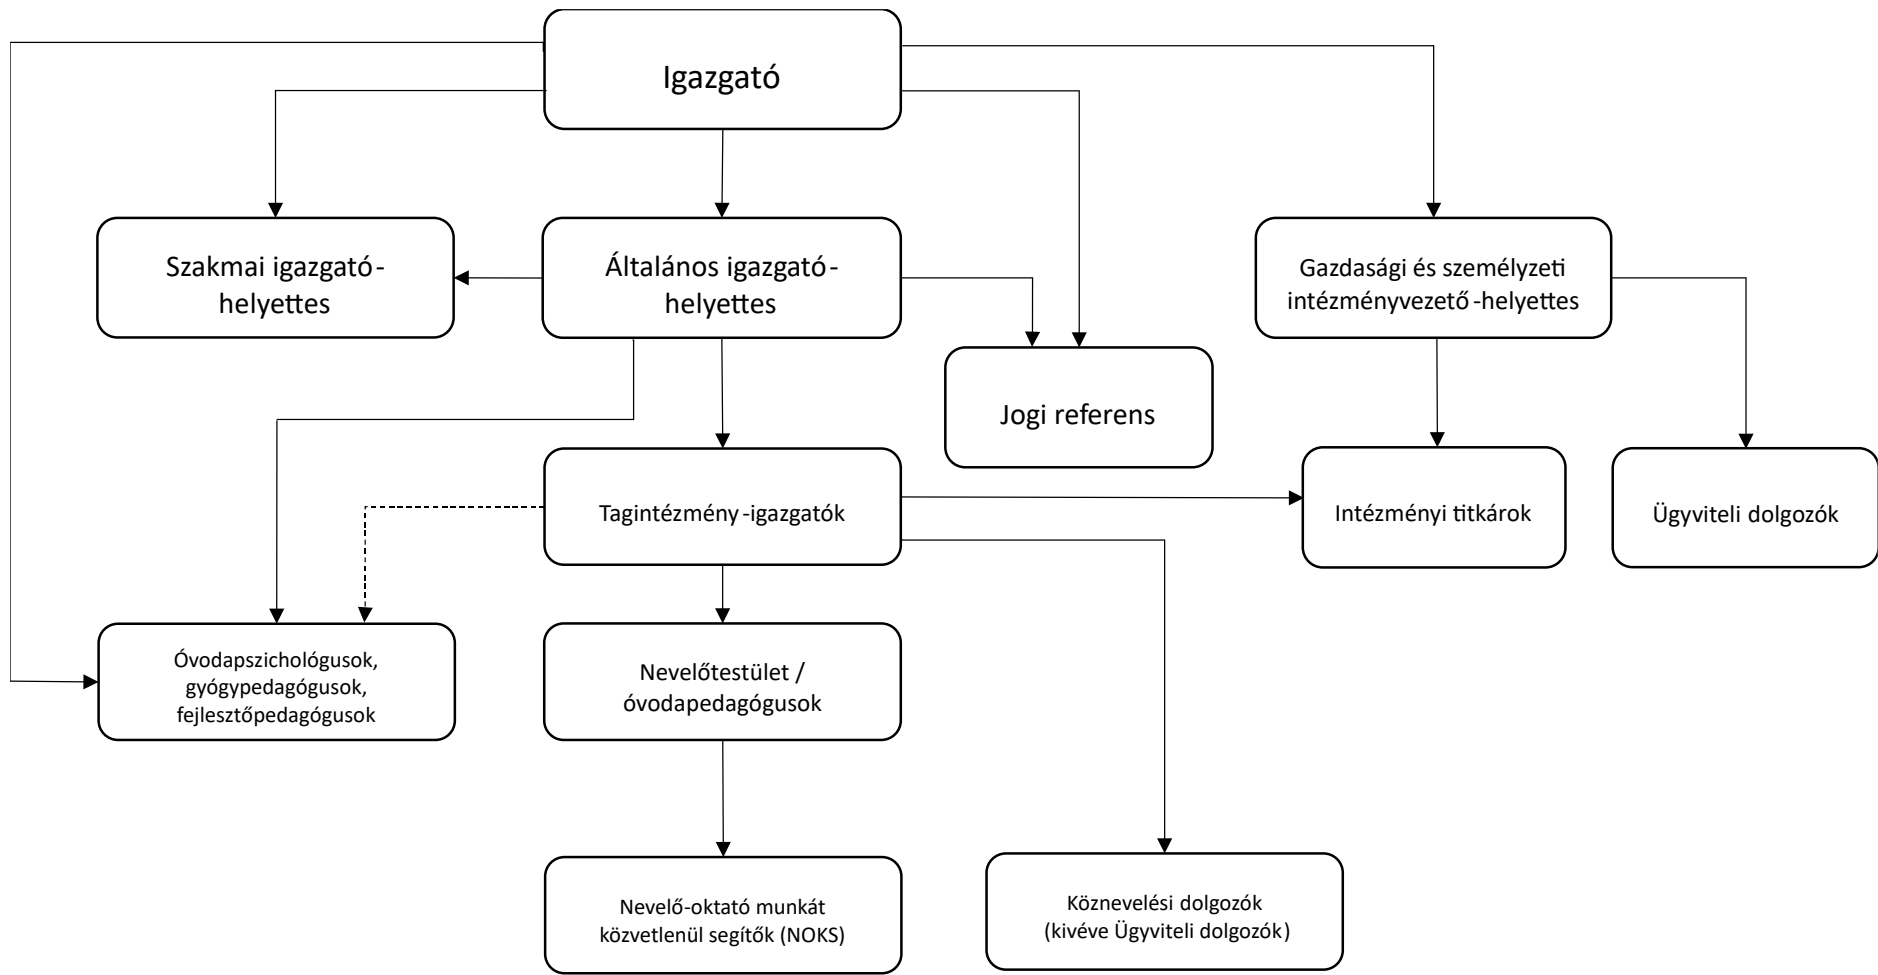 Igazgató
Szakmai igazgató-
helyettes
Általános igazgató-
helyettes
Gazdasági és személyzeti
intézményvezető-helyettes
Jogi referens
Tagintézmény-igazgatók
Intézményi titkárok
Ügyviteli dolgozók
Óvodapszichológusok,
gyógypedagógusok,
fejlesztőpedagógusok
Nevelőtestület /
óvodapedagógusok
Nevelő-oktató munkát
közvetlenül segítők (NOKS)
Köznevelési dolgozók
(kivéve Ügyviteli dolgozók)